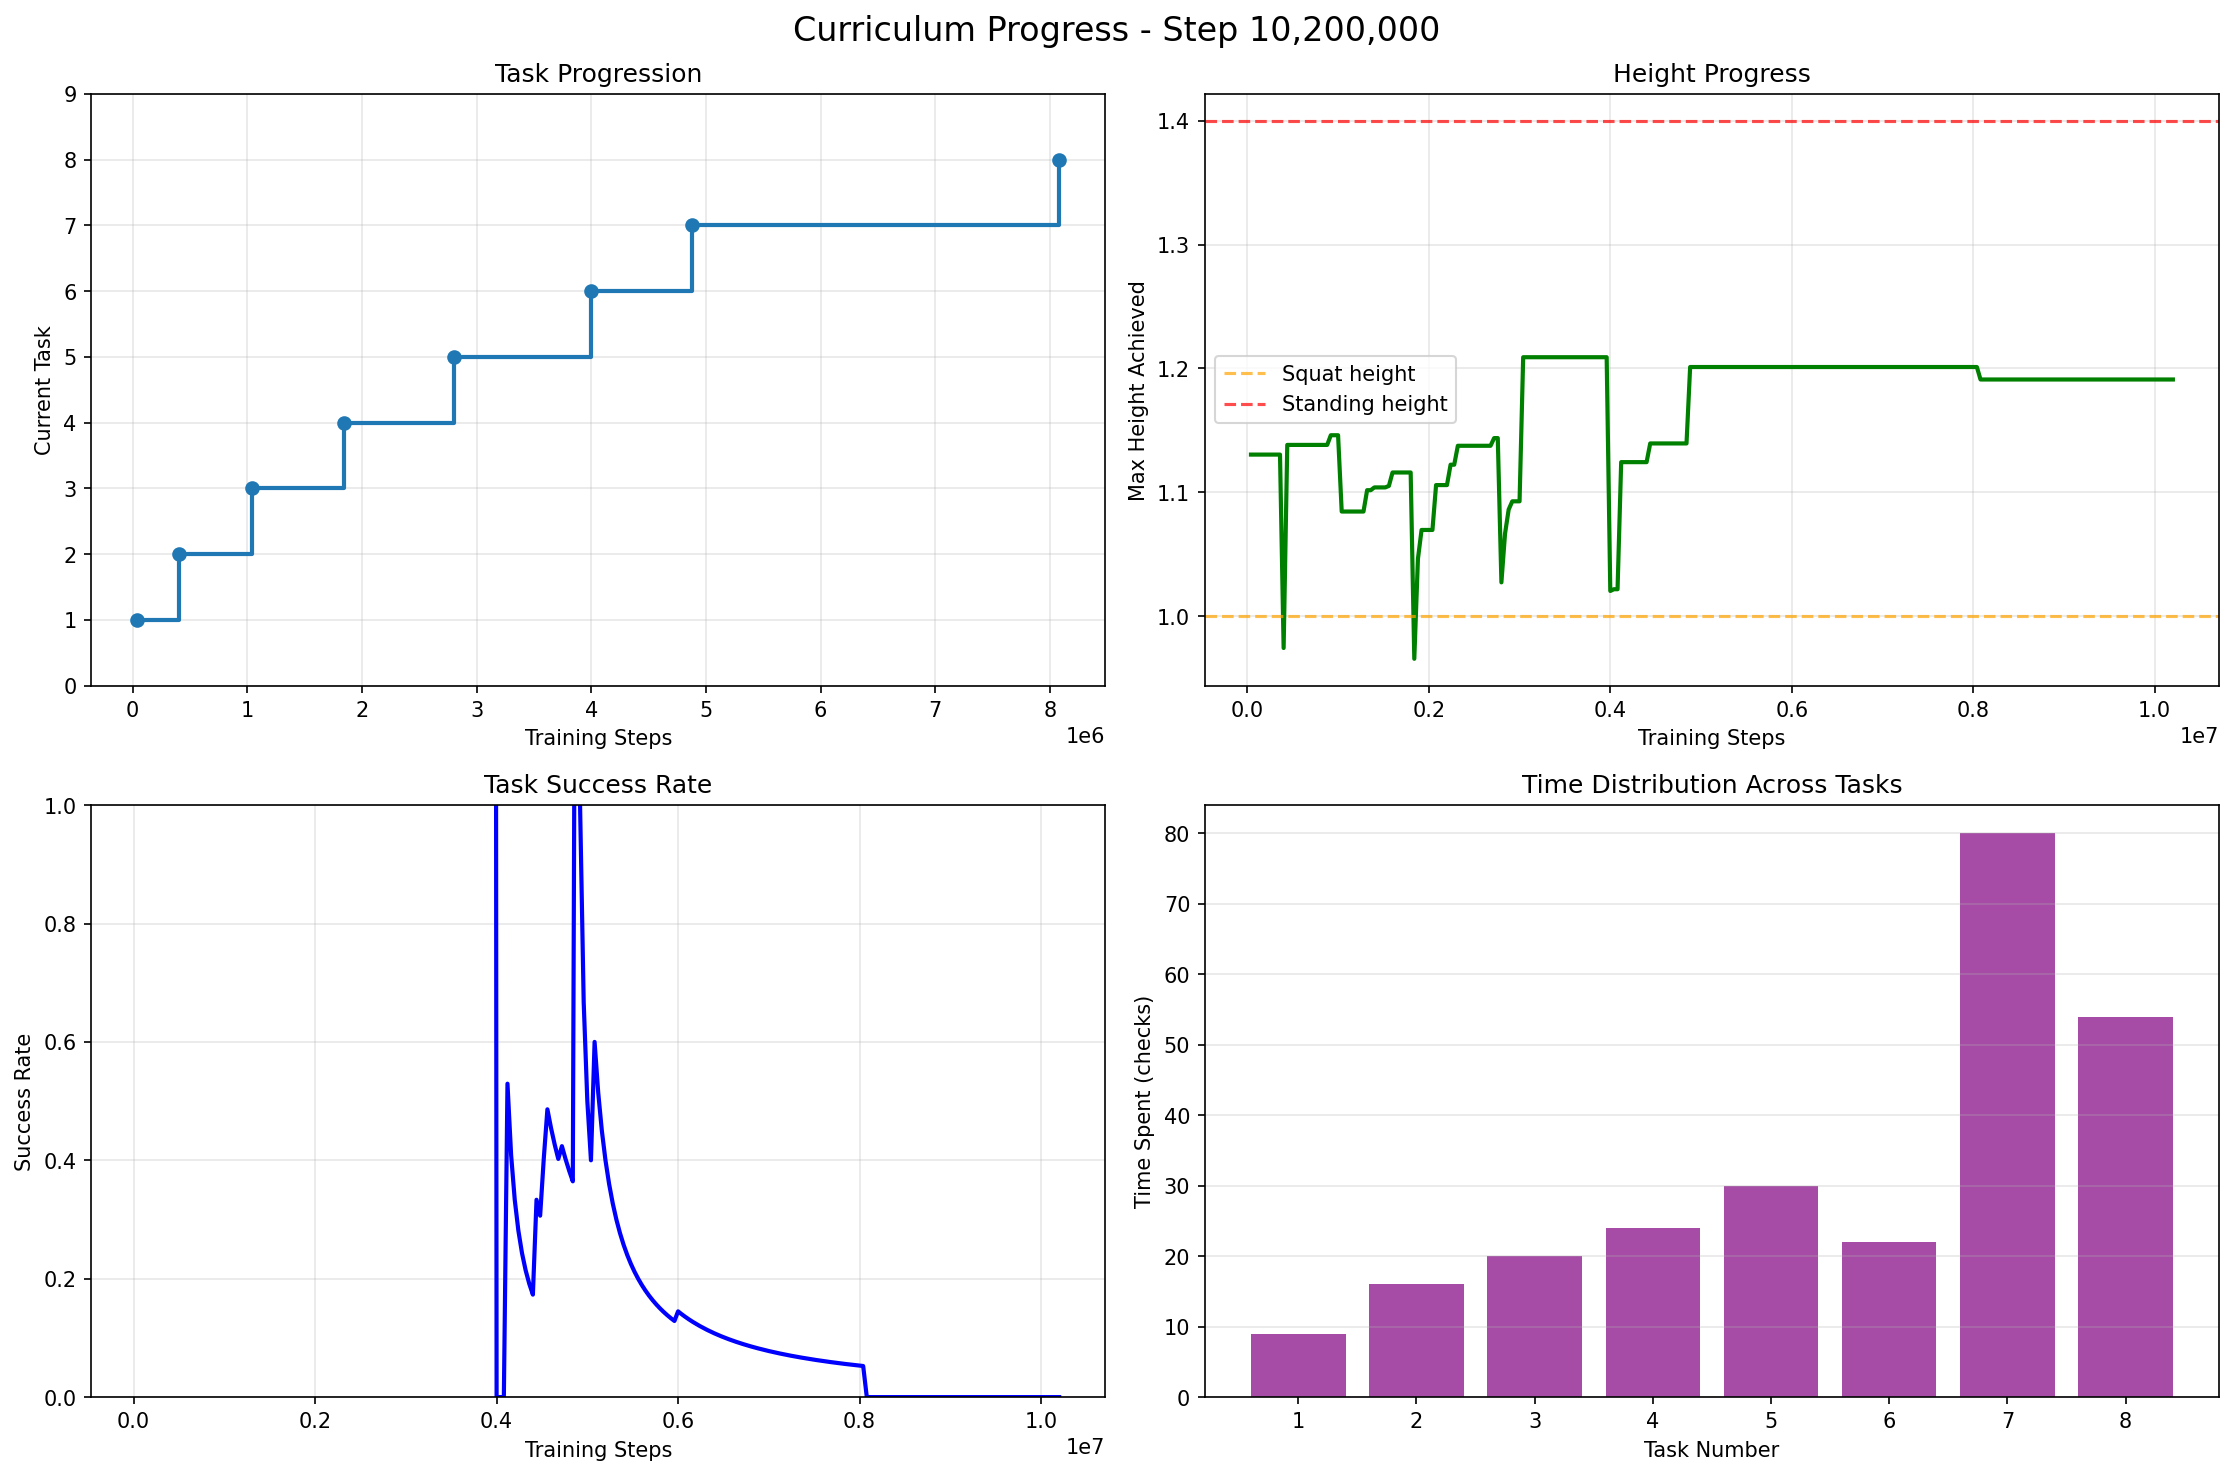 Curriculum Progress - Step 10,200,000
Task Progression
Current Task
9
8
7
6
5
4
3
2
1
0
0 1 2 3 4 5 6 7 8
1e6
Training Steps
Height Progress
Max Height Achieved
1.4
1.3
1.2
1.1
1.0
Squat height
Standing height
0.0 0.2 0.4 0.6 0.8 1.0
1e7
Training Steps
Task Success Rate
Success Rate
1.0
0.8
0.6
0.4
0.2
0.0
0.0 0.2 0.4 0.6 0.8 1.0
1e7
Training Steps
Time Distribution Across Tasks
Time Spent (checks)
80
70
60
50
40
30
20
10
0
1 2 3 4 5 6 7 8
Task Number